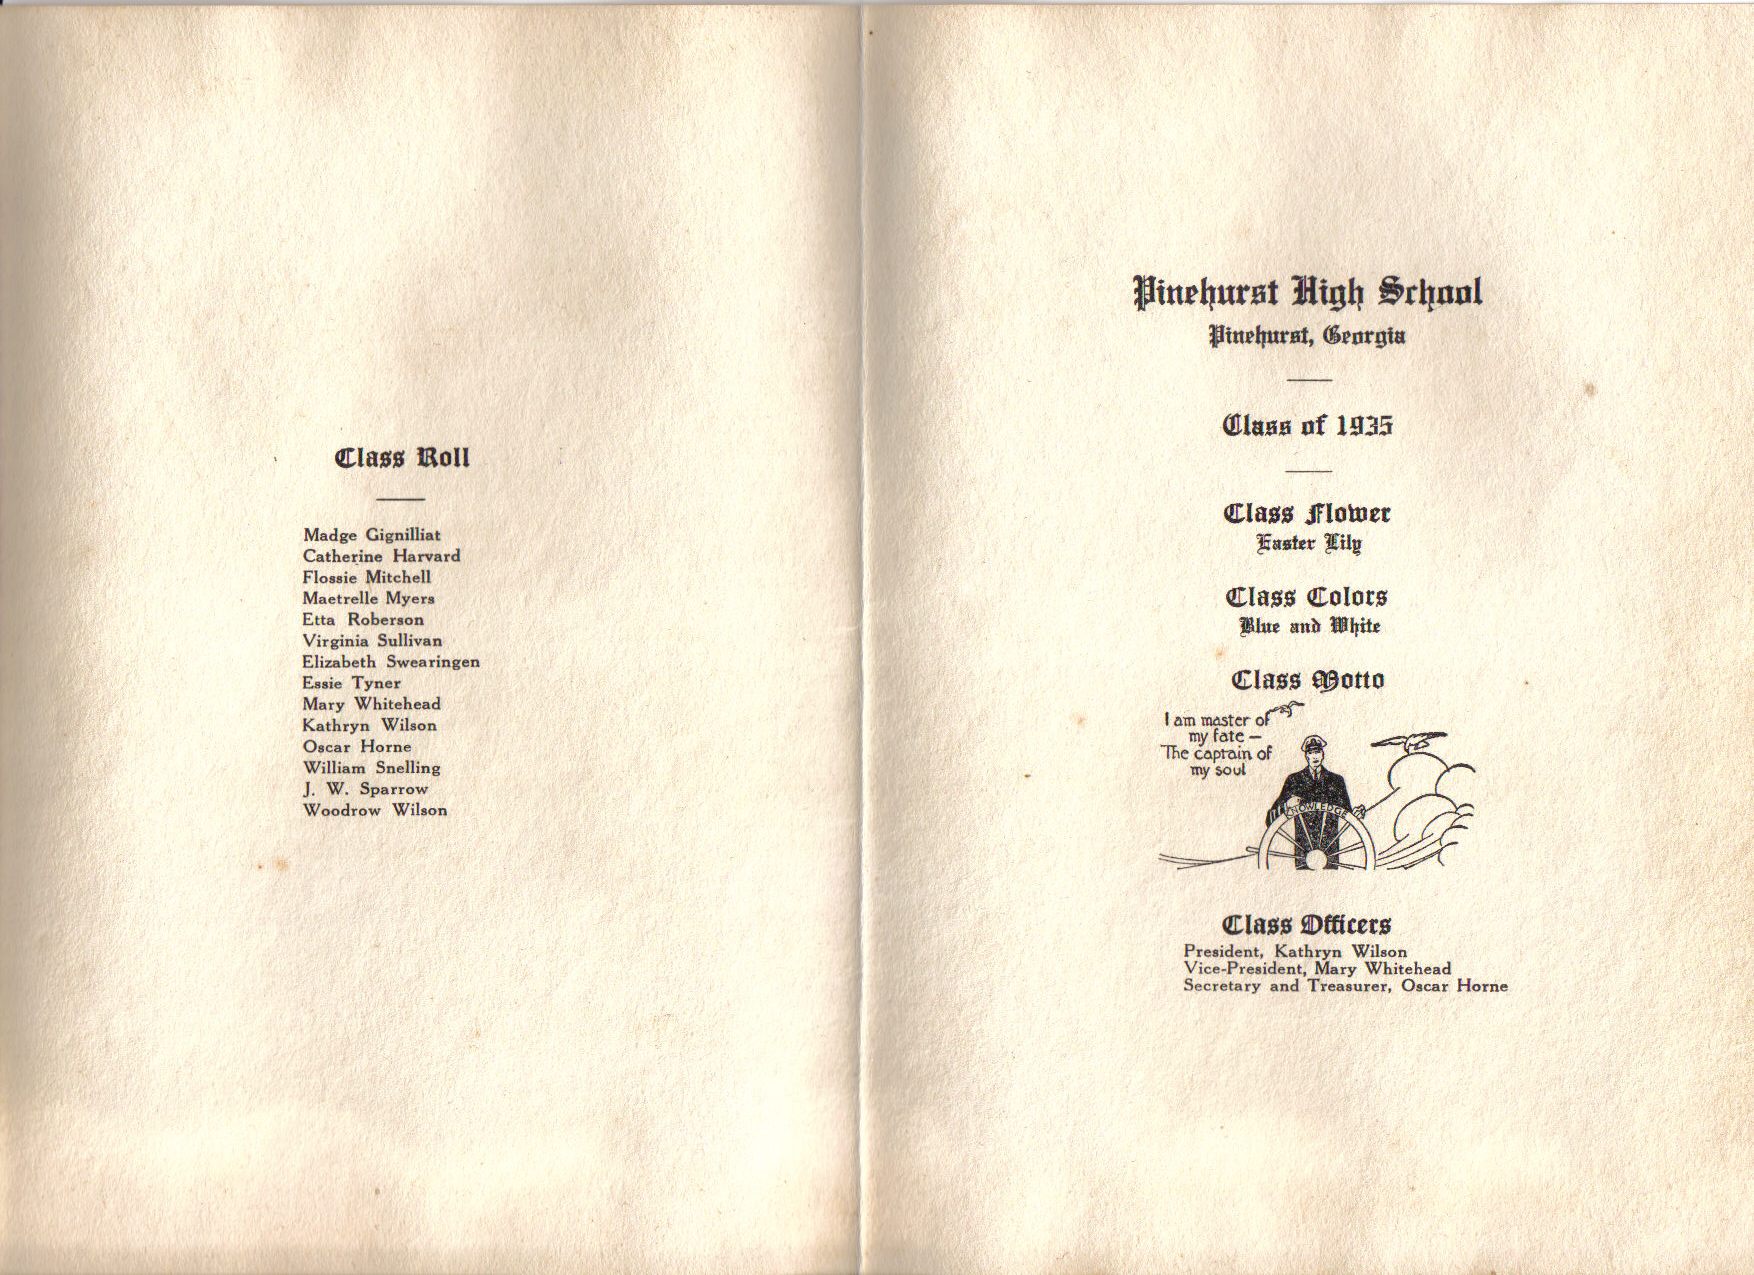 Class Roll
Madge Gignilliat
Catherine Harvard
Flossie Mitchell
Maetrelle Myers
Etta Roberson
Virginia Sullivan
Elizabeth Swearingen
Essie Tyner
Mary Whitehead
Kathryn Wilson
Oscar Horne
William Snelling
J. W. Sparrow
Woodrow Wilson
Pinehurst High School
Pinehurst, Georgia
Class of 1935
Class Flower
Easter Lily
Class Colors
Blue and White
Class Motto
I am master of
my fate —
The captain of
my soul
KNOWLEDGE
Class Officers
President, Kathryn Wilson
Vice-President, Mary Whitehead
Secretary and Treasurer, Oscar Horne